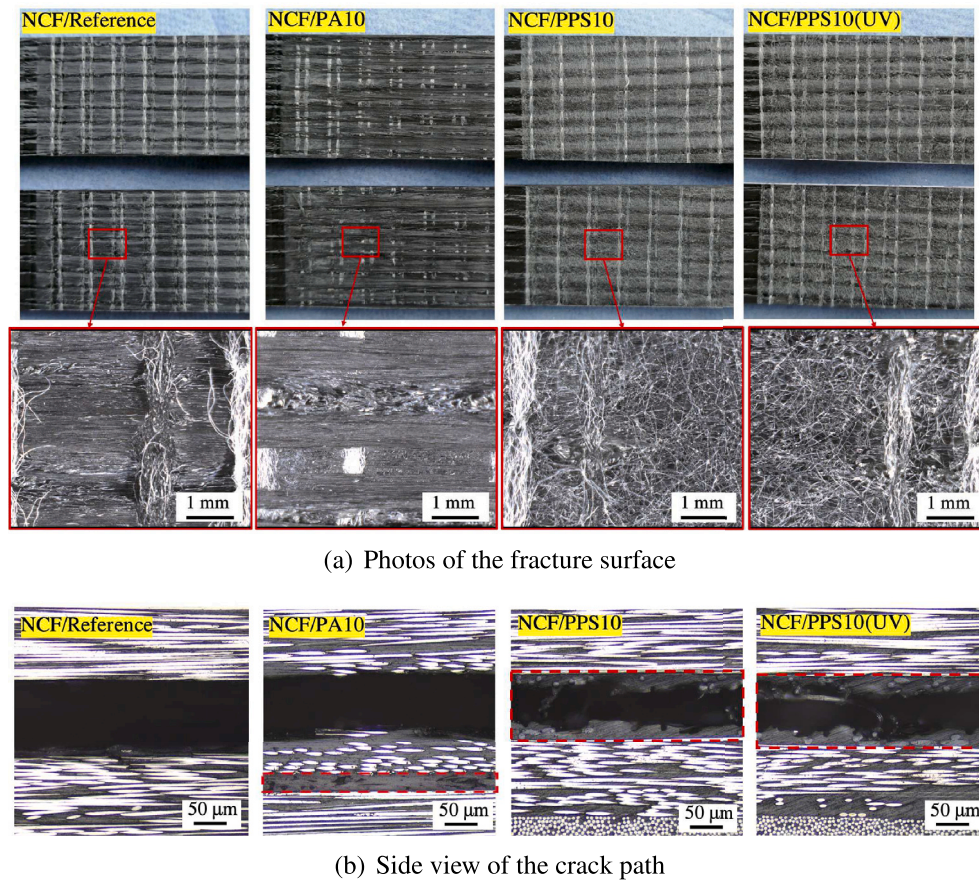 NCF/Reference
NCF/PA10
NCF/PPS10
NCF/PPS10(UV)
1 mm
1 mm
1 mm
1 mm
(a) Photos of the fracture surface
NCF/Reference
NCF/PA10
NCF/PPS10
NCF/PPS10(UV)
50 µm
50 µm
50 µm
50 µm
(b) Side view of the crack path